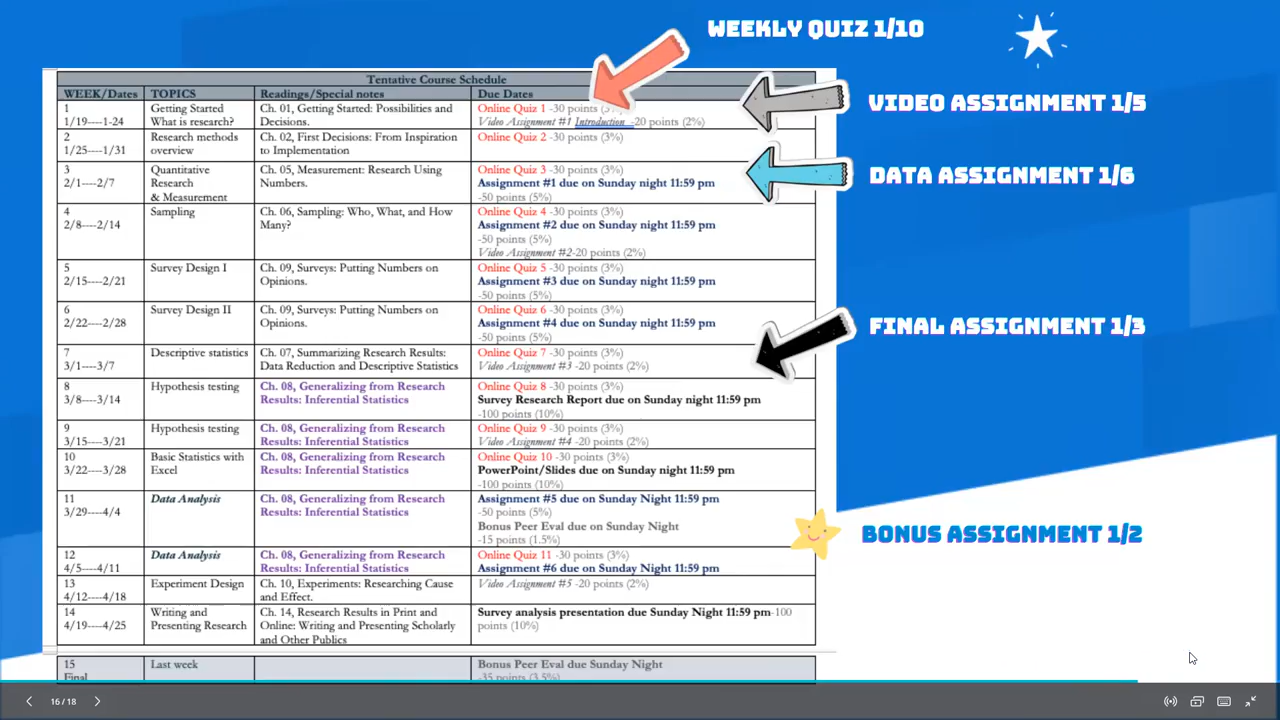 WEEKLY QUIZ 1/10
VIDEO ASSIGNMENT 1/5
DATA ASSIGNMENT 1/6
FINAL ASSIGNMENT 1/3
BONUS ASSIGNMENT 1/2
Tentative Course Schedule
WEEK/Dates TOPICS Readings/Special notes Due Dates
1
1/19----1-24
Getting Started
What is research?
Ch. 01, Getting Started: Possibilities and
Decisions.
Online Quiz 1 -30 points
Video Assignment #1 Introduction -20 points (2%)
2
1/25----1/31
Research methods
overview
Ch. 02, First Decisions: From Inspiration
to Implementation
Online Quiz 2 -30 points (3%)
3
2/1----2/7
Quantitative
Research
& Measurement
Ch. 05, Measurement: Research Using
Numbers.
Online Quiz 3 -30 points (3%)
Assignment #1 due on Sunday night 11:59 pm
-50 points (5%)
4
2/8----2/14
Sampling
Ch. 06, Sampling: Who, What, and How
Many?
Online Quiz 4 -30 points (3%)
Assignment #2 due on Sunday night 11:59 pm
-50 points (5%)
Video Assignment #2-20 points (2%)
5
2/15----2/21
Survey Design I
Ch. 09, Surveys: Putting Numbers on
Opinions.
Online Quiz 5 -30 points (3%)
Assignment #3 due on Sunday night 11:59 pm
-50 points (5%)
6
2/22----2/28
Survey Design II
Ch. 09, Surveys: Putting Numbers on
Opinions.
Online Quiz 6 -30 points (3%)
Assignment #4 due on Sunday night 11:59 pm
-50 points (5%)
7
3/1----3/7
Descriptive statistics
Ch. 07, Summarizing Research Results:
Data Reduction and Descriptive Statistics
Online Quiz 7 -30 points (3%)
Video Assignment #3 -20 points (2%)
8
3/8----3/14
Hypothesis testing
Ch. 08, Generalizing from Research
Results: Inferential Statistics
Online Quiz 8 -30 points (3%)
Survey Research Report due on Sunday night 11:59 pm
-100 points (10%)
9
3/15----3/21
Hypothesis testing
Ch. 08, Generalizing from Research
Results: Inferential Statistics
Online Quiz 9 -30 points (3%)
Video Assignment #4 -20 points (2%)
10
3/22----3/28
Basic Statistics with
Excel
Ch. 08, Generalizing from Research
Results: Inferential Statistics
Online Quiz 10 -30 points (3%)
PowerPoint/Slides due on Sunday night 11:59 pm
-100 points (10%)
11
3/29----4/4
Data Analysis
Ch. 08, Generalizing from Research
Results: Inferential Statistics
Assignment #5 due on Sunday Night 11:59 pm
-50 points (5%)
Bonus Peer Eval due on Sunday Night
-15 points (1.5%)
12
4/5----4/11
Data Analysis
Ch. 08, Generalizing from Research
Results: Inferential Statistics
Online Quiz 11 -30 points (3%)
Assignment #6 due on Sunday Night 11:59 pm
13
4/12----4/18
Experiment Design
Ch. 10, Experiments: Researching Cause
and Effect.
Video Assignment #5 -20 points (2%)
14
4/19----4/25
Writing and
Presenting Research
Ch. 14, Research Results in Print and
Online: Writing and Presenting Scholarly
and Other Publics
Survey analysis presentation due Sunday Night 11:59 pm-100
points (10%)
15
Final
Last week
Bonus Peer Eval due Sunday Night
-35 points (3.5%)
16 / 18